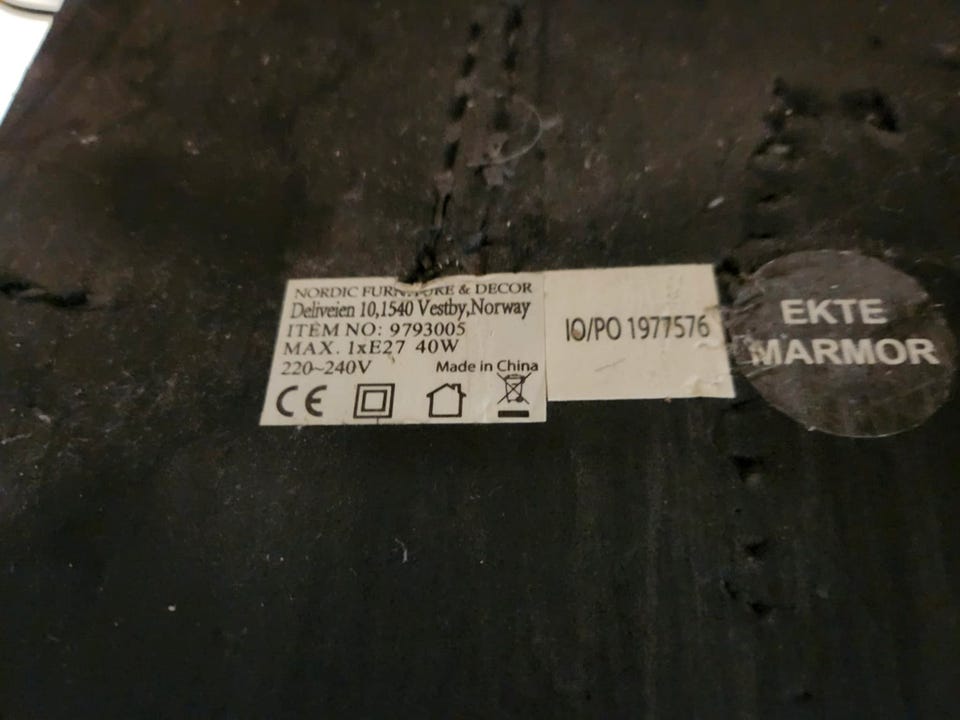 NORDIC FURNITURE & DECOR
Deliveien 10,1540 Vestby,Norway
ITEM NO: 9793005
MAX. 1xE27 40W
220~240V Made in China
CE
IO/PO 1977576
EKTE
MARMOR